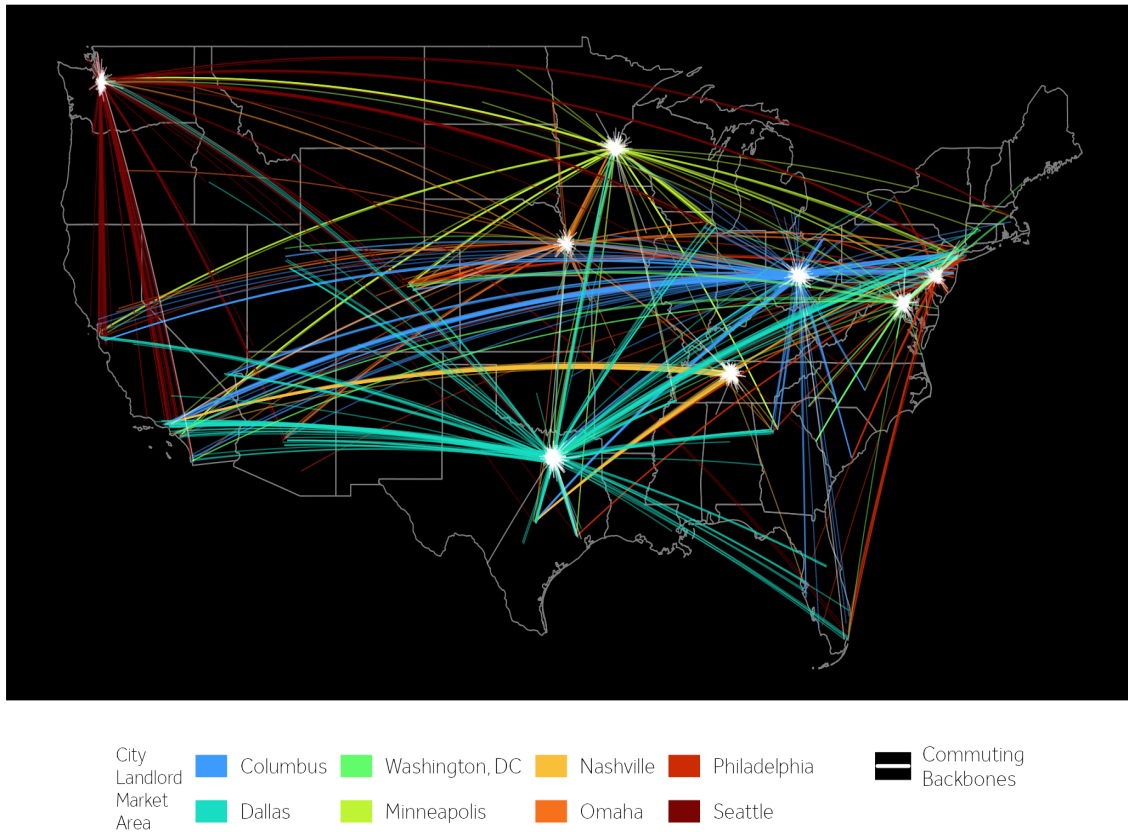 City
Landlord
Market
Area
Columbus
Washington, DC
Nashville
Philadelphia
Dallas
Minneapolis
Omaha
Seattle
Commuting
Backbones